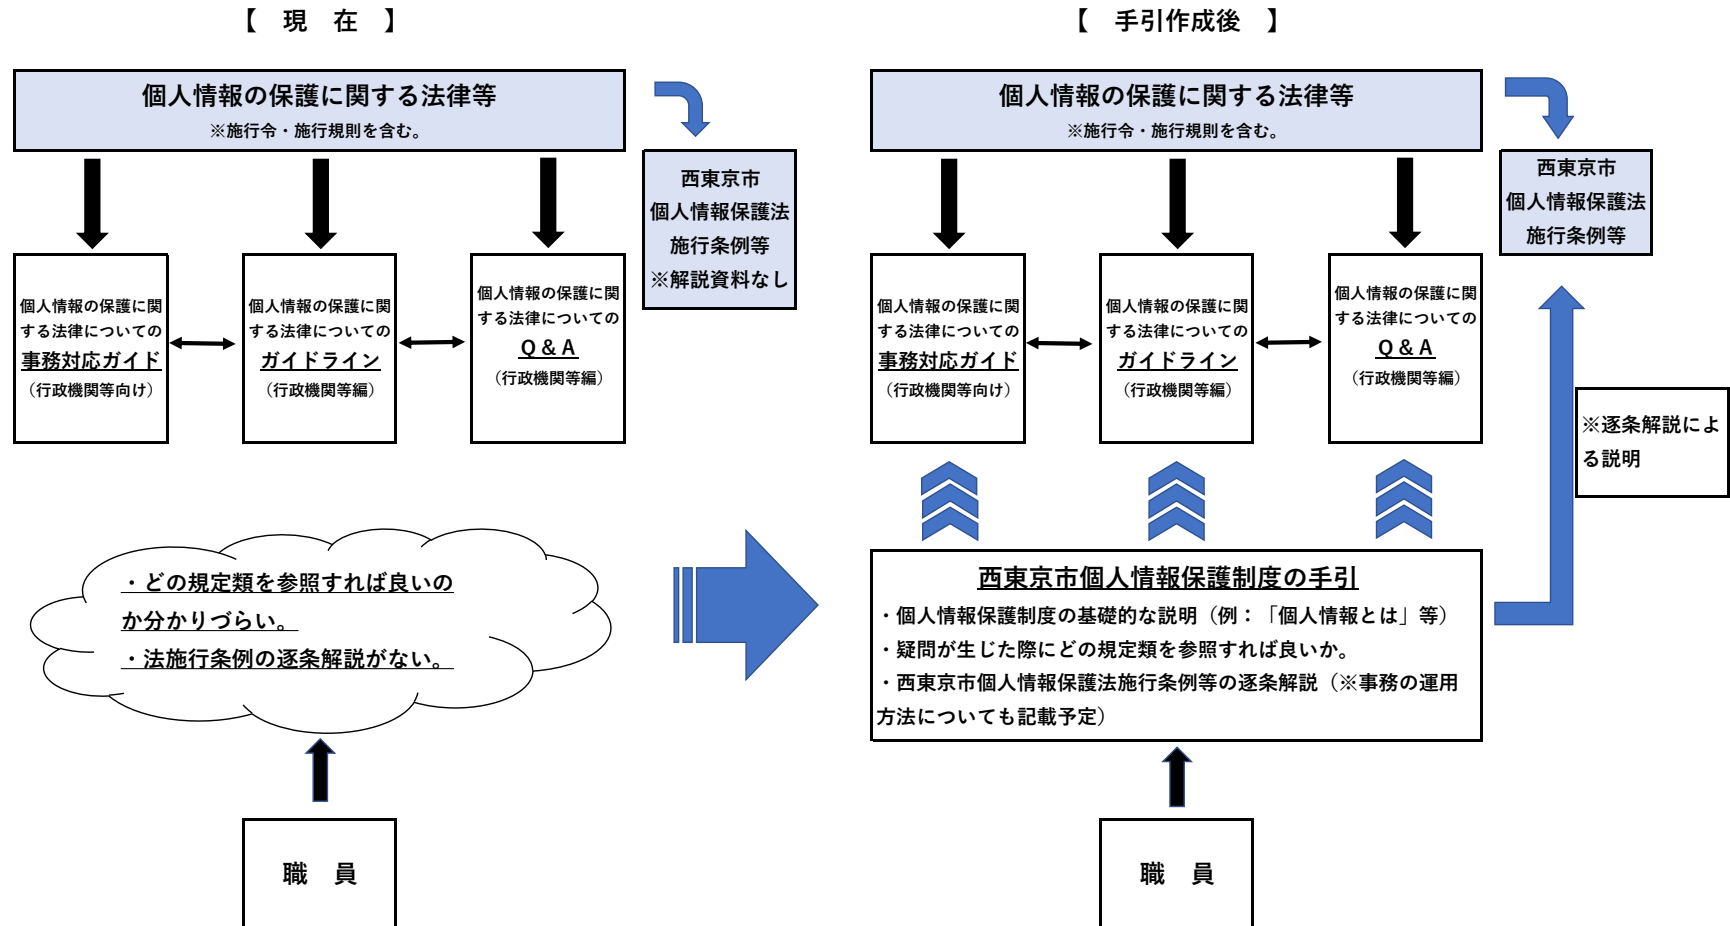 【　現　在　】
個人情報の保護に関する法律等
※施行令・施行規則を含む。
西東京市
個人情報保護法
施行条例等
※解説資料なし
個人情報の保護に関
する法律についての
事務対応ガイド
（行政機関等向け）
個人情報の保護に関
する法律についての
ガイドライン
（行政機関等編）
個人情報の保護に関
する法律についての
Ｑ＆Ａ
（行政機関等編）
・どの規定類を参照すれば良いの
か分かりづらい。
・法施行条例の逐条解説がない。
職　員
【　手引作成後　】
個人情報の保護に関する法律等
※施行令・施行規則を含む。
西東京市
個人情報保護法
施行条例等
個人情報の保護に関
する法律についての
事務対応ガイド
（行政機関等向け）
個人情報の保護に関
する法律についての
ガイドライン
（行政機関等編）
個人情報の保護に関
する法律についての
Ｑ＆Ａ
（行政機関等編）
※逐条解説によ
る説明
西東京市個人情報保護制度の手引
・個人情報保護制度の基礎的な説明（例：「個人情報とは」等）
・疑問が生じた際にどの規定類を参照すれば良いか。
・西東京市個人情報保護法施行条例等の逐条解説（※事務の運用
方法についても記載予定）
職　員